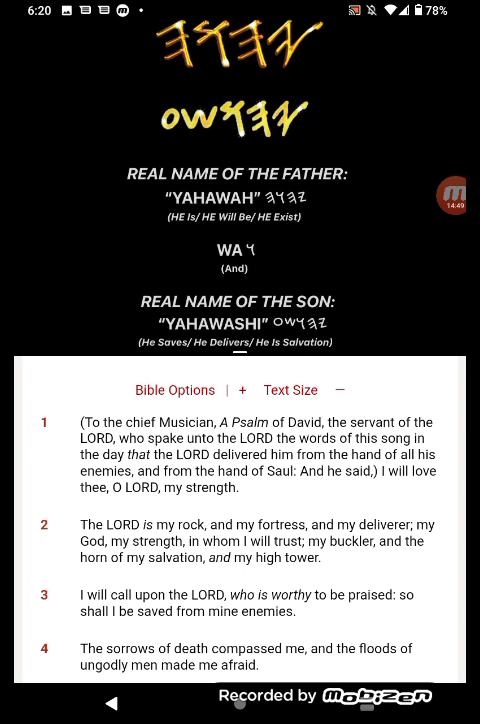 6:20 78%
𐤉𐤄𐤅𐤄
𐤉𐤄𐤅𐤔𐤏
REAL NAME OF THE FATHER:
“YAHAWAH” 𐤉𐤄𐤅𐤄
(HE Is/ HE Will Be/ HE Exist)
14:49
WA 𐤅
(And)
REAL NAME OF THE SON:
“YAHAWASHI” 𐤉𐤄𐤅𐤔𐤏
(He Saves/ He Delivers/ He Is Salvation)
Bible Options | + Text Size —
1 (To the chief Musician, A Psalm of David, the servant of the
LORD, who spake unto the LORD the words of this song in
the day that the LORD delivered him from the hand of all his
enemies, and from the hand of Saul: And he said,) I will love
thee, O LORD, my strength.
2 The LORD is my rock, and my fortress, and my deliverer; my
God, my strength, in whom I will trust; my buckler, and the
horn of my salvation, and my high tower.
3 I will call upon the LORD, who is worthy to be praised: so
shall I be saved from mine enemies.
4 The sorrows of death compassed me, and the floods of
ungodly men made me afraid.
Recorded by Mobizen